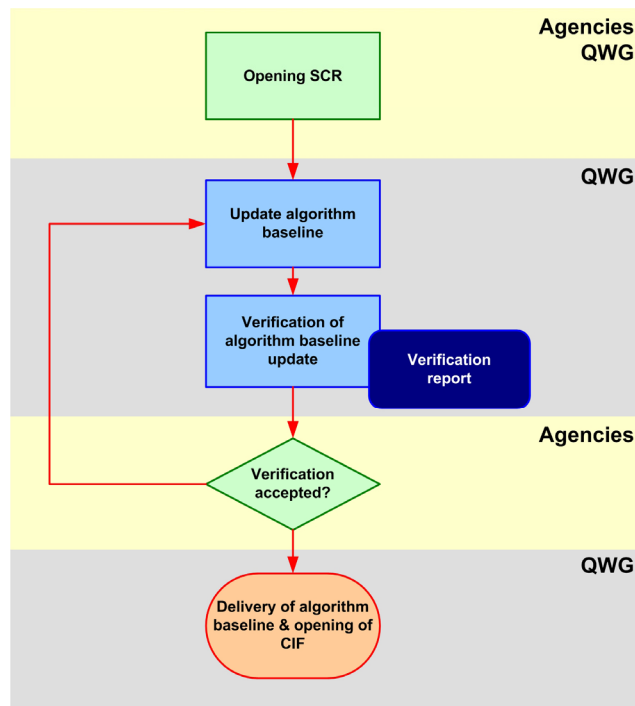 Agencies
QWG
Opening SCR
QWG
Update algorithm
baseline
Verification of
algorithm baseline
update
Verification
report
Agencies
Verification
accepted?
QWG
Delivery of algorithm
baseline & opening of
CIF